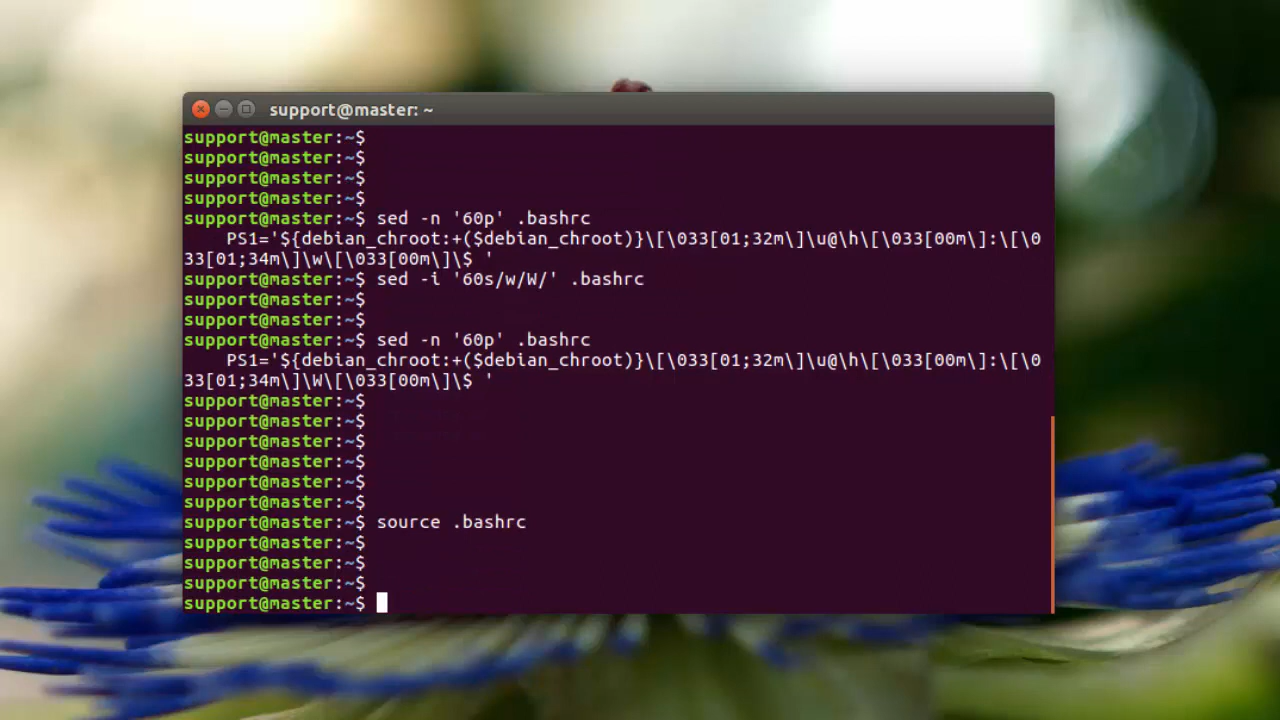 support@master: ~
support@master:~$
support@master:~$
support@master:~$
support@master:~$
support@master:~$ sed -n '60p' .bashrc
    PS1='${debian_chroot:+($debian_chroot)}\[\033[01;32m\]\u@\h\[\033[00m\]:\[\0
33[01;34m\]\w\[\033[00m\]\$ '
support@master:~$ sed -i '60s/w/W/' .bashrc
support@master:~$
support@master:~$
support@master:~$ sed -n '60p' .bashrc
    PS1='${debian_chroot:+($debian_chroot)}\[\033[01;32m\]\u@\h\[\033[00m\]:\[\0
33[01;34m\]\W\[\033[00m\]\$ '
support@master:~$
support@master:~$
support@master:~$
support@master:~$
support@master:~$
support@master:~$
support@master:~$ source .bashrc
support@master:~$
support@master:~$
support@master:~$
support@master:~$